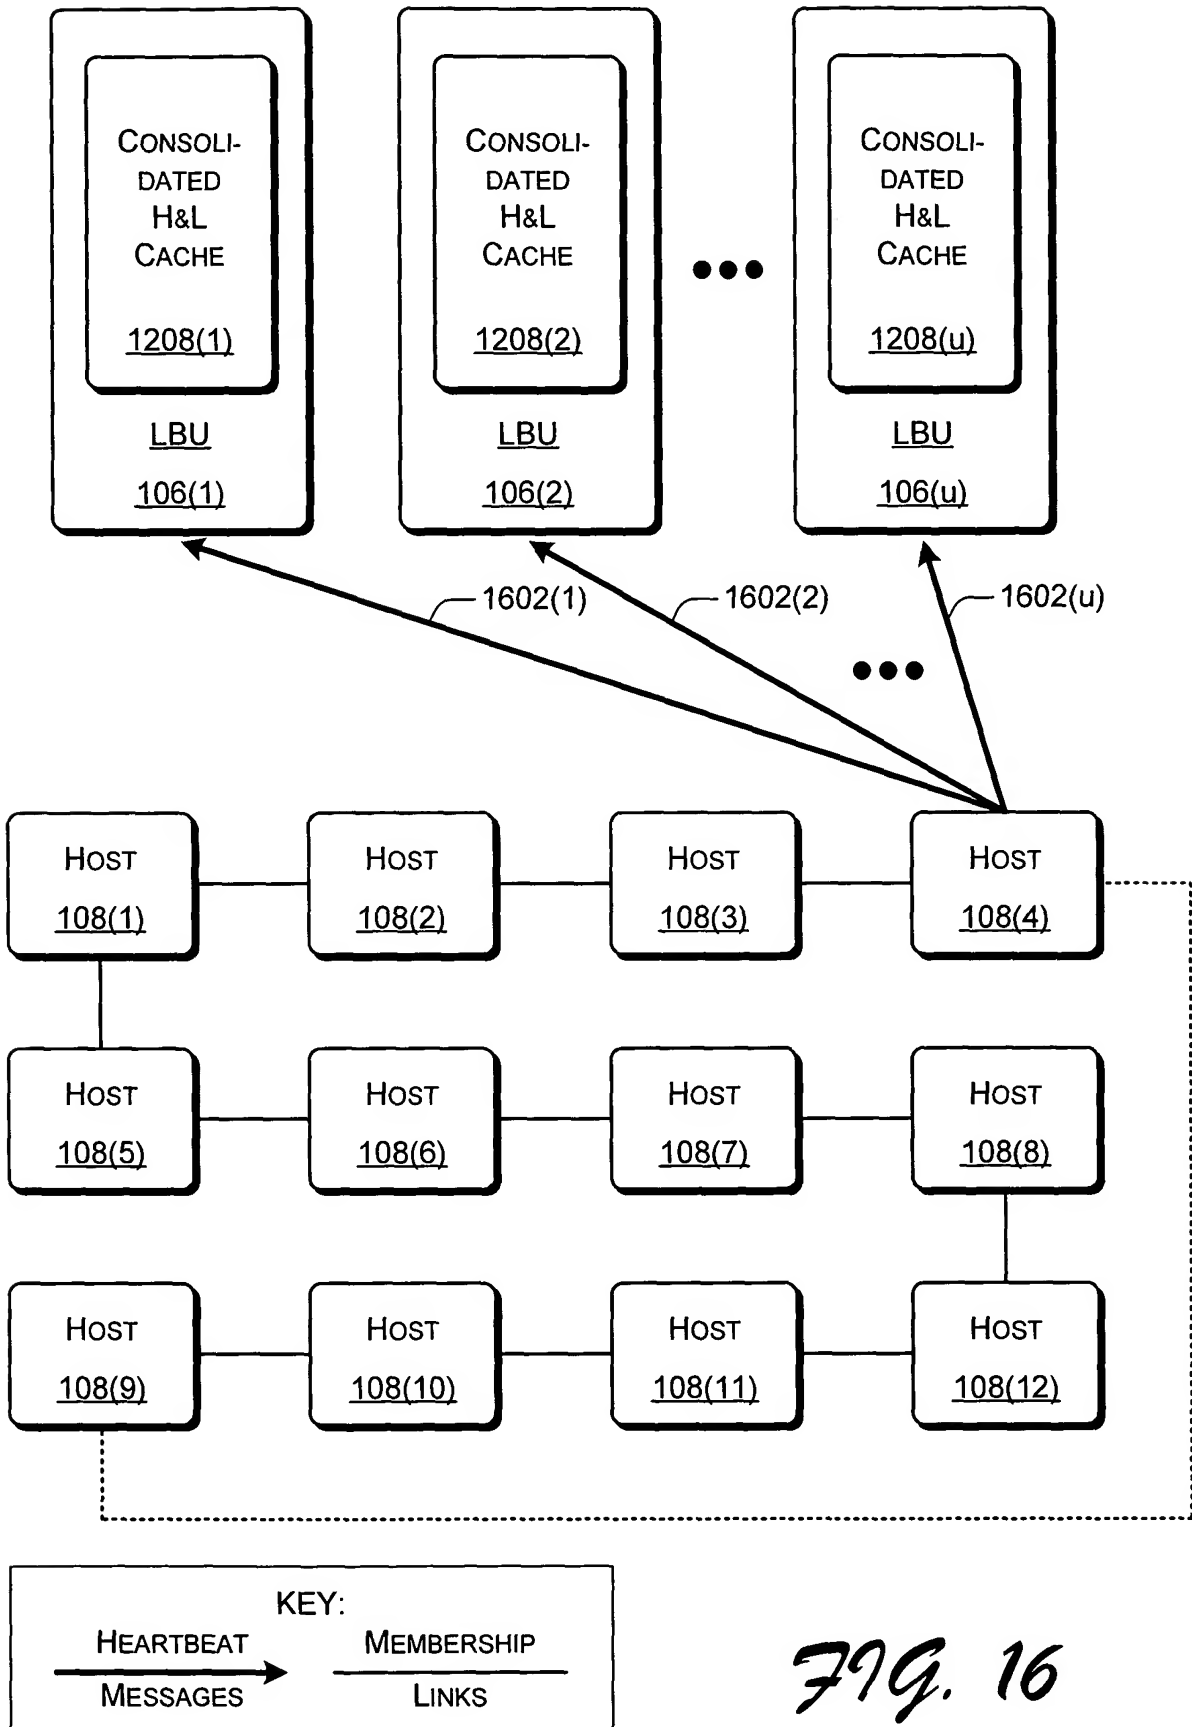 CONSOLI-
DATED
H&L
CACHE
1208(1)
LBU
106(1)
CONSOLI-
DATED
H&L
CACHE
1208(2)
LBU
106(2)
CONSOLI-
DATED
H&L
CACHE
1208(u)
LBU
106(u)
1602(1)
1602(2)
1602(u)
HOST
108(1)
HOST
108(2)
HOST
108(3)
HOST
108(4)
HOST
108(5)
HOST
108(6)
HOST
108(7)
HOST
108(8)
HOST
108(9)
HOST
108(10)
HOST
108(11)
HOST
108(12)
KEY:
HEARTBEAT
MESSAGES
MEMBERSHIP
LINKS
FIG. 16